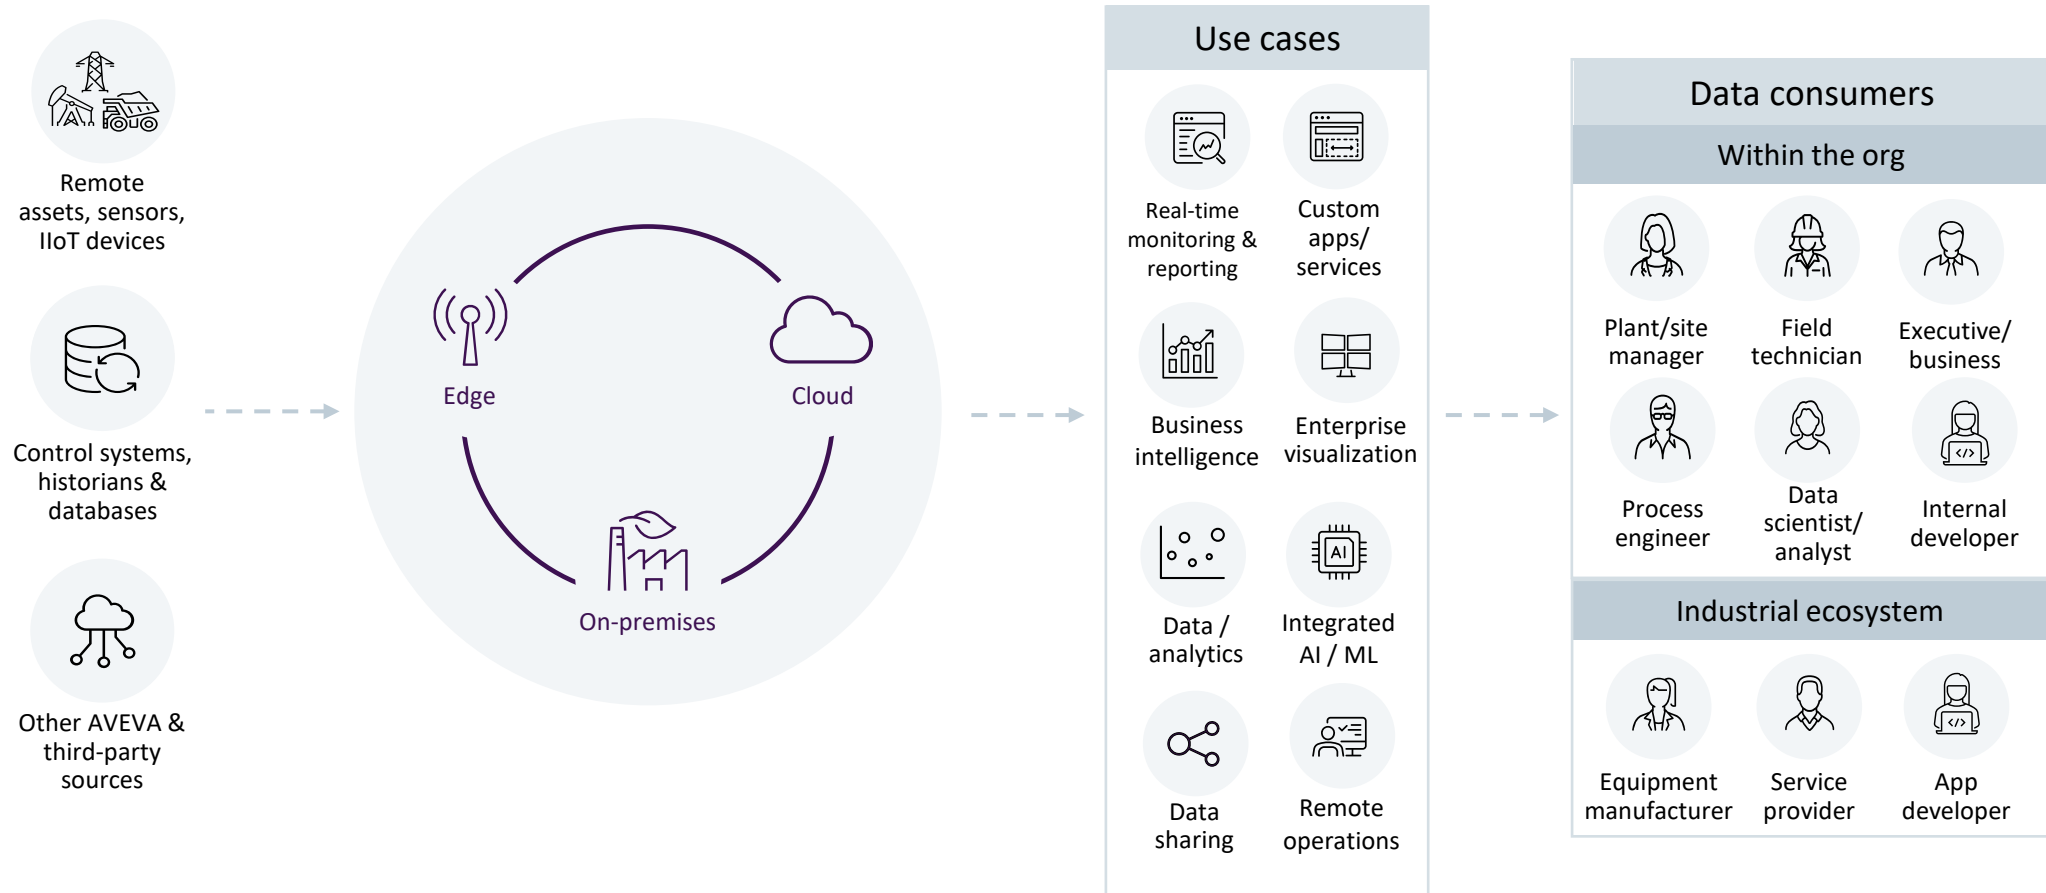 Remote
assets, sensors,
IIoT devices
Control systems,
historians &
databases
Other AVEVA &
third-party
sources
Edge
Cloud
On-premises
Use cases
Real-time
monitoring &
reporting
Custom
apps/
services
Business
intelligence
Enterprise
visualization
Data /
analytics
AI
Integrated
AI / ML
Data
sharing
Remote
operations
Data consumers
Within the org
Plant/site
manager
Field
technician
Executive/
business
Process
engineer
Data
scientist/
analyst
</>
Internal
developer
Industrial ecosystem
Equipment
manufacturer
Service
provider
</>
App
developer